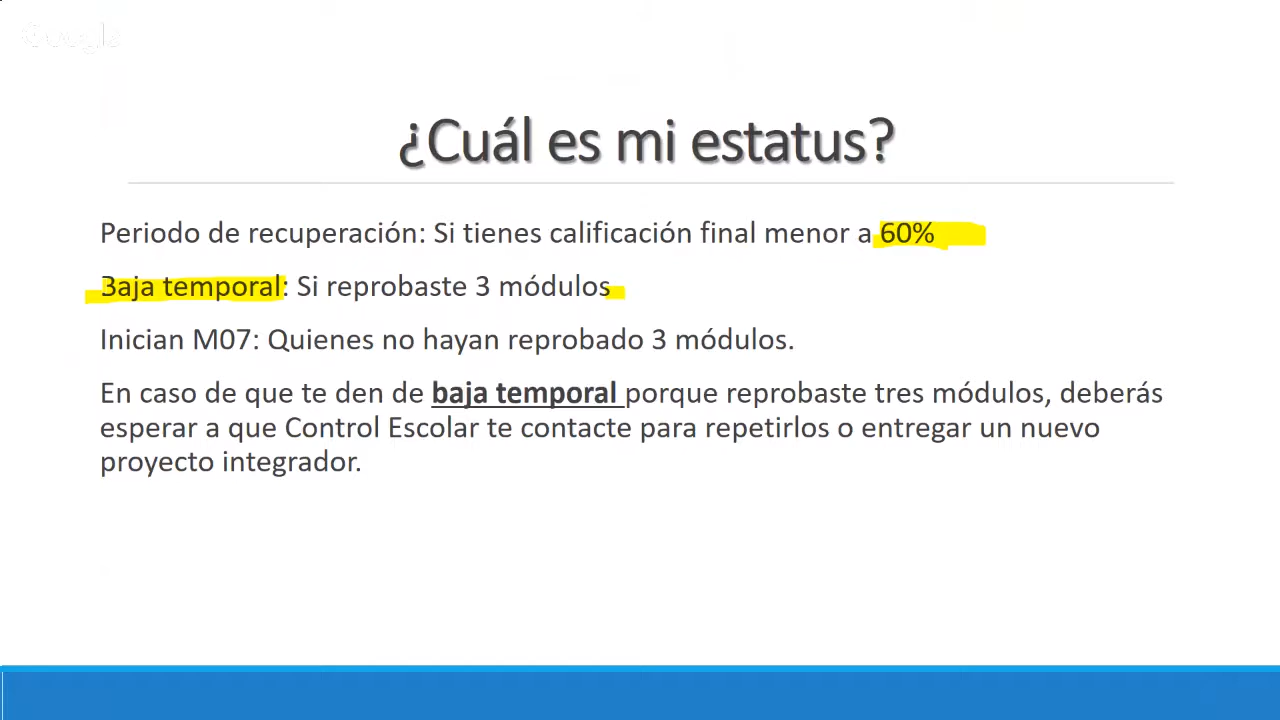 Google
¿Cuál es mi estatus?
Periodo de recuperación: Si tienes calificación final menor a 60%
Baja temporal: Si reprobaste 3 módulos
Inician M07: Quienes no hayan reprobado 3 módulos.
En caso de que te den de baja temporal porque reprobaste tres módulos, deberás
esperar a que Control Escolar te contacte para repetirlos o entregar un nuevo
proyecto integrador.